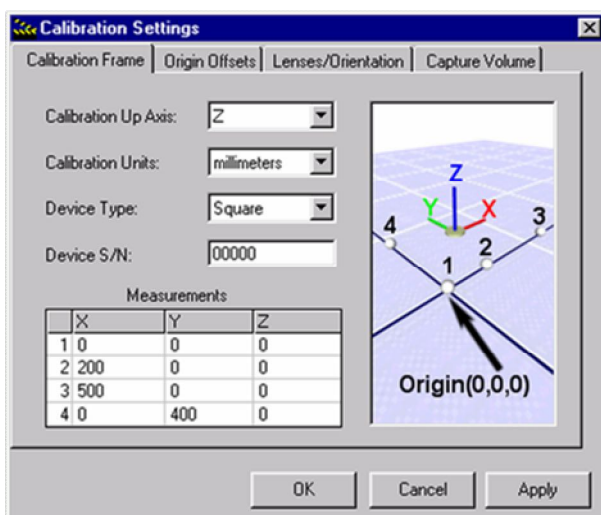 Calibration Settings
Calibration Frame Origin Offsets Lenses/Orientation Capture Volume
Calibration Up Axis: Z
Calibration Units: millimeters
Device Type: Square
Device S/N: 00000
Measurements
X Y Z
1 0 0 0
2 200 0 0
3 500 0 0
4 0 400 0
Z
Y X
4 3
2
1
Origin(0,0,0)
OK Cancel Apply